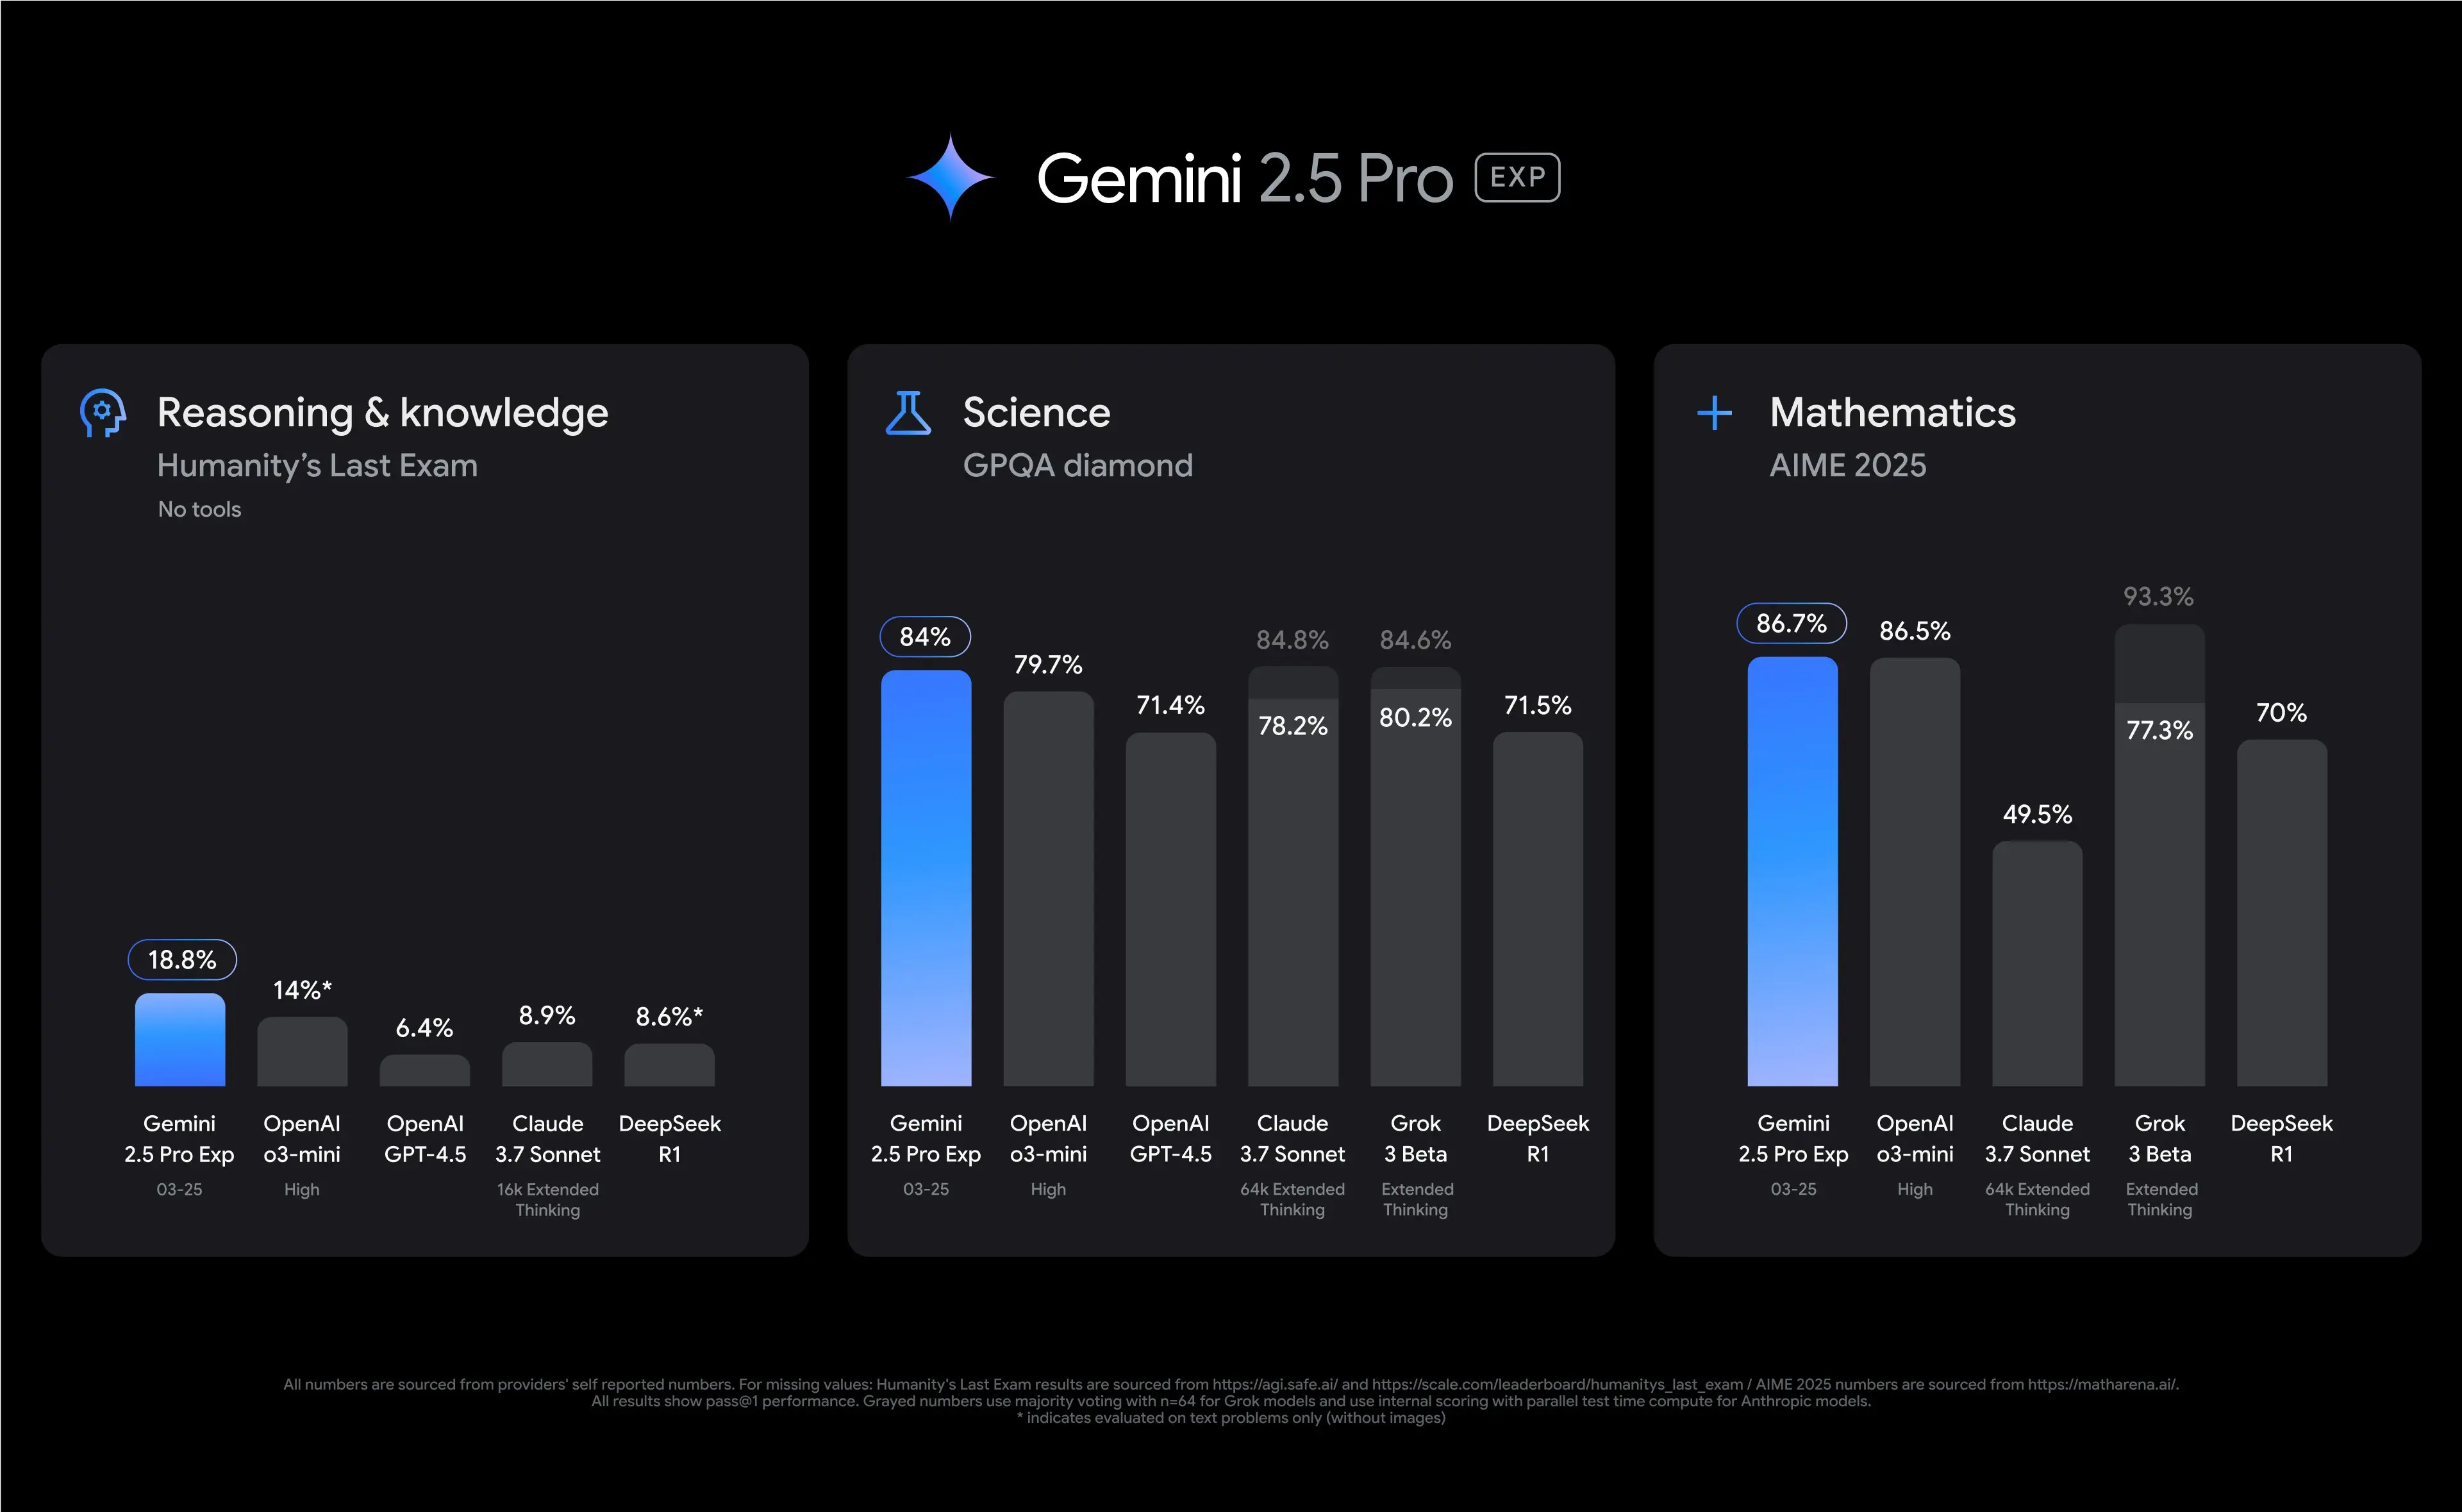 Gemini 2.5 Pro EXP
Reasoning & knowledge
Humanity’s Last Exam
No tools
18.8%
14%*
6.4%
8.9%
8.6%*
Gemini
2.5 Pro Exp
03-25
OpenAI
o3-mini
High
OpenAI
GPT-4.5
Claude
3.7 Sonnet
16k Extended
Thinking
DeepSeek
R1
Science
GPQA diamond
84%
79.7%
71.4%
84.8%
78.2%
84.6%
80.2%
71.5%
Gemini
2.5 Pro Exp
03-25
OpenAI
o3-mini
High
OpenAI
GPT-4.5
Claude
3.7 Sonnet
64k Extended
Thinking
Grok
3 Beta
Extended
Thinking
DeepSeek
R1
Mathematics
AIME 2025
86.7%
86.5%
49.5%
93.3%
77.3%
70%
Gemini
2.5 Pro Exp
03-25
OpenAI
o3-mini
High
Claude
3.7 Sonnet
64k Extended
Thinking
Grok
3 Beta
Extended
Thinking
DeepSeek
R1
All numbers are sourced from providers' self reported numbers. For missing values: Humanity's Last Exam results are sourced from https://agi.safe.ai/ and https://scale.com/leaderboard/humanitys_last_exam / AIME 2025 numbers are sourced from https://matharena.ai/.
All results show pass@1 performance. Grayed numbers use majority voting with n=64 for Grok models and use internal scoring with parallel test time compute for Anthropic models.
* indicates evaluated on text problems only (without images)